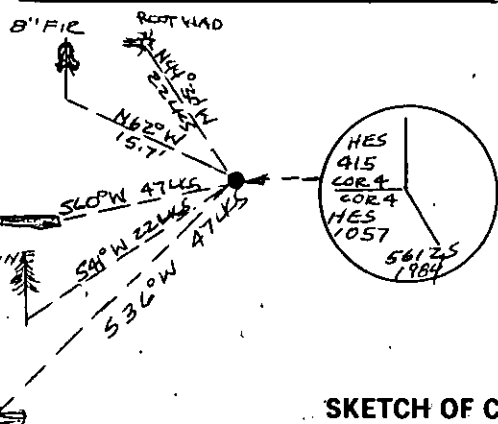 8" FIR
ROOT WAD
N44°W
22 LKS
N62°W
15.7'
S60°W 47 LKS
S49°W 22 LKS.
S36°W 47 LKS
HES
415
COR 4
COR 4
HES
1057
561 LS
1984
SKETCH OF C